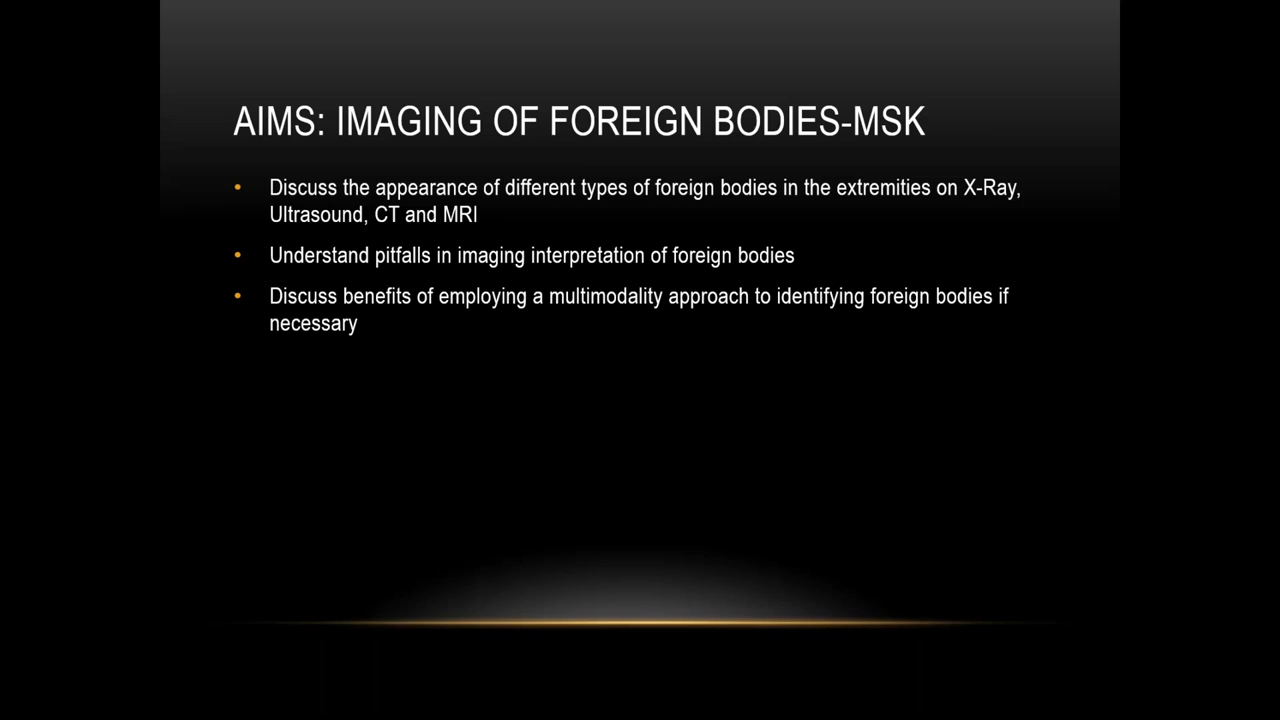 AIMS: IMAGING OF FOREIGN BODIES-MSK
• Discuss the appearance of different types of foreign bodies in the extremities on X-Ray,
Ultrasound, CT and MRI
• Understand pitfalls in imaging interpretation of foreign bodies
• Discuss benefits of employing a multimodality approach to identifying foreign bodies if
necessary